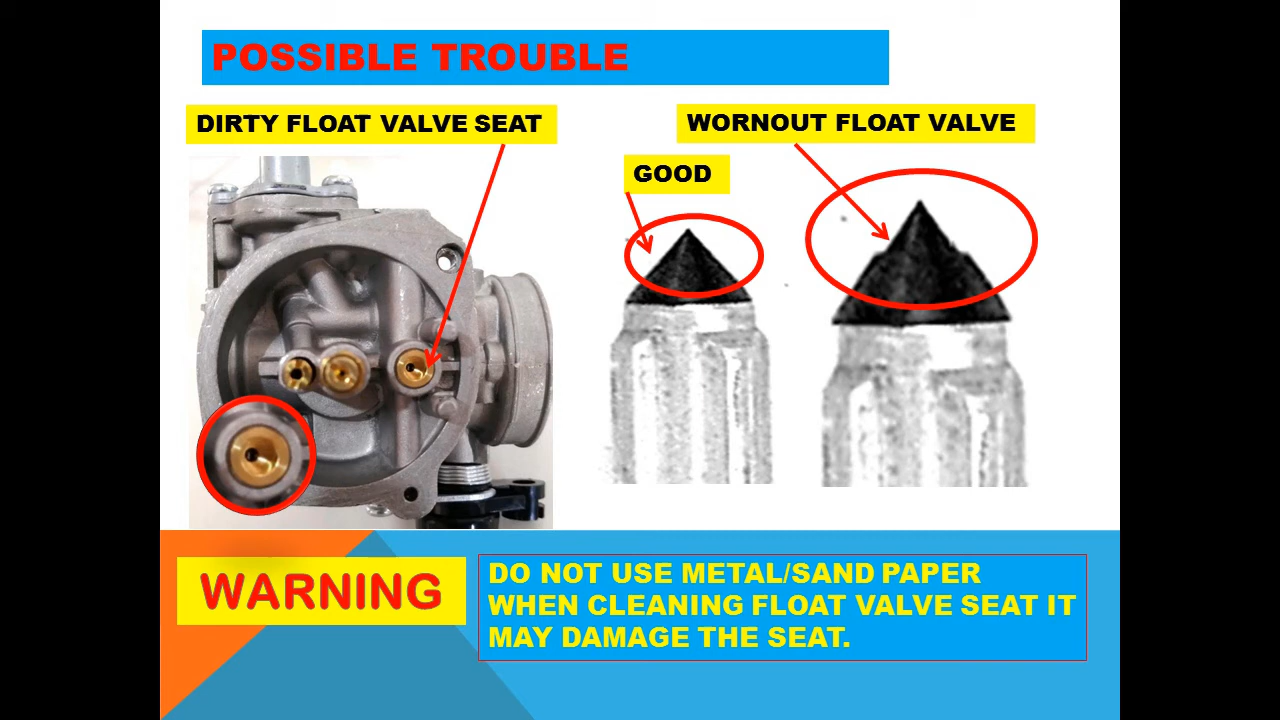 POSSIBLE TROUBLE
DIRTY FLOAT VALVE SEAT
WORNOUT FLOAT VALVE
GOOD
WARNING
DO NOT USE METAL/SAND PAPER
WHEN CLEANING FLOAT VALVE SEAT IT
MAY DAMAGE THE SEAT.